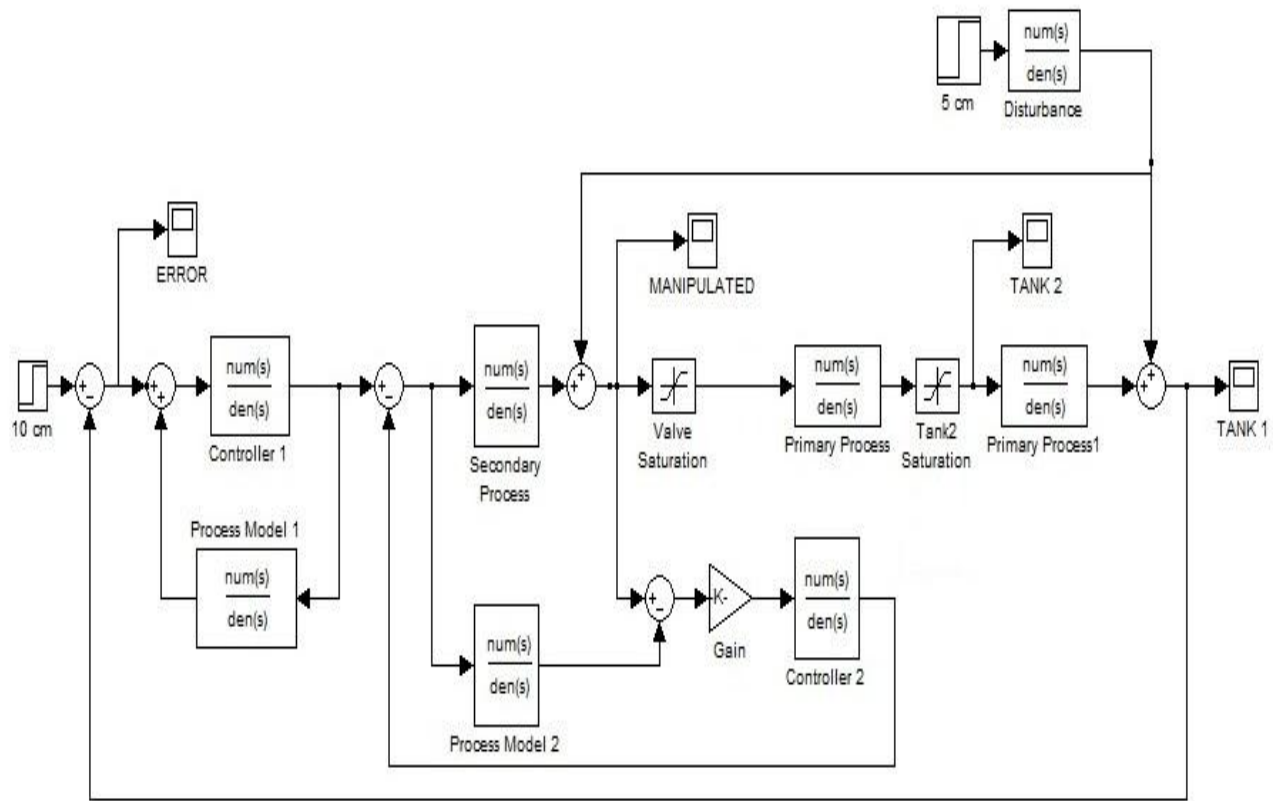 num(s)
den(s)
5 cm
Disturbance
ERROR
MANIPULATED
TANK 2
+
-
10 cm
+
+
num(s)
den(s)
Controller 1
+
-
num(s)
den(s)
Secondary
Process
+
+
Valve
Saturation
num(s)
den(s)
Primary Process
Tank2
Saturation
num(s)
den(s)
Primary Process1
+
+
TANK 1
Process Model 1
num(s)
den(s)
num(s)
den(s)
Process Model 2
+
-
-K-
Gain
num(s)
den(s)
Controller 2